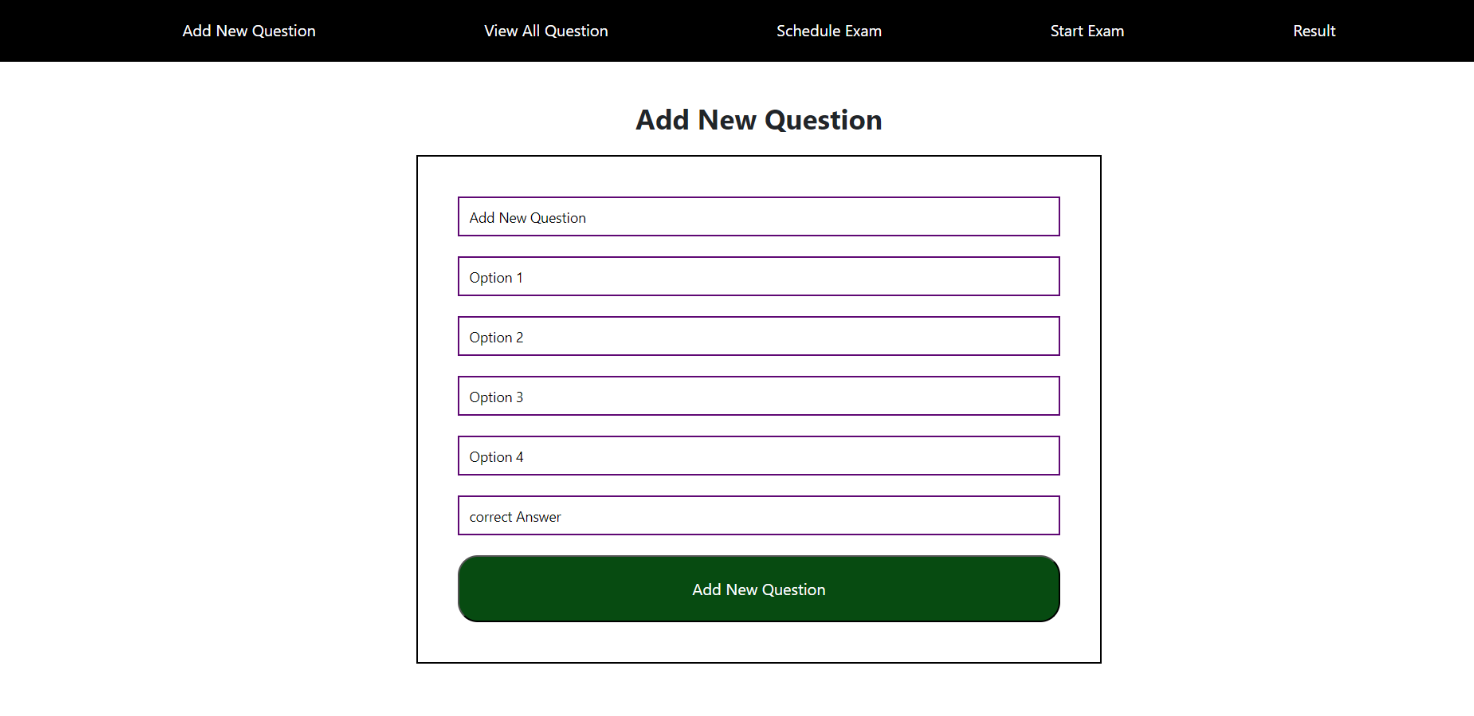 Add New Question View All Question Schedule Exam Start Exam Result
Add New Question
Add New Question
Option 1
Option 2
Option 3
Option 4
correct Answer
Add New Question